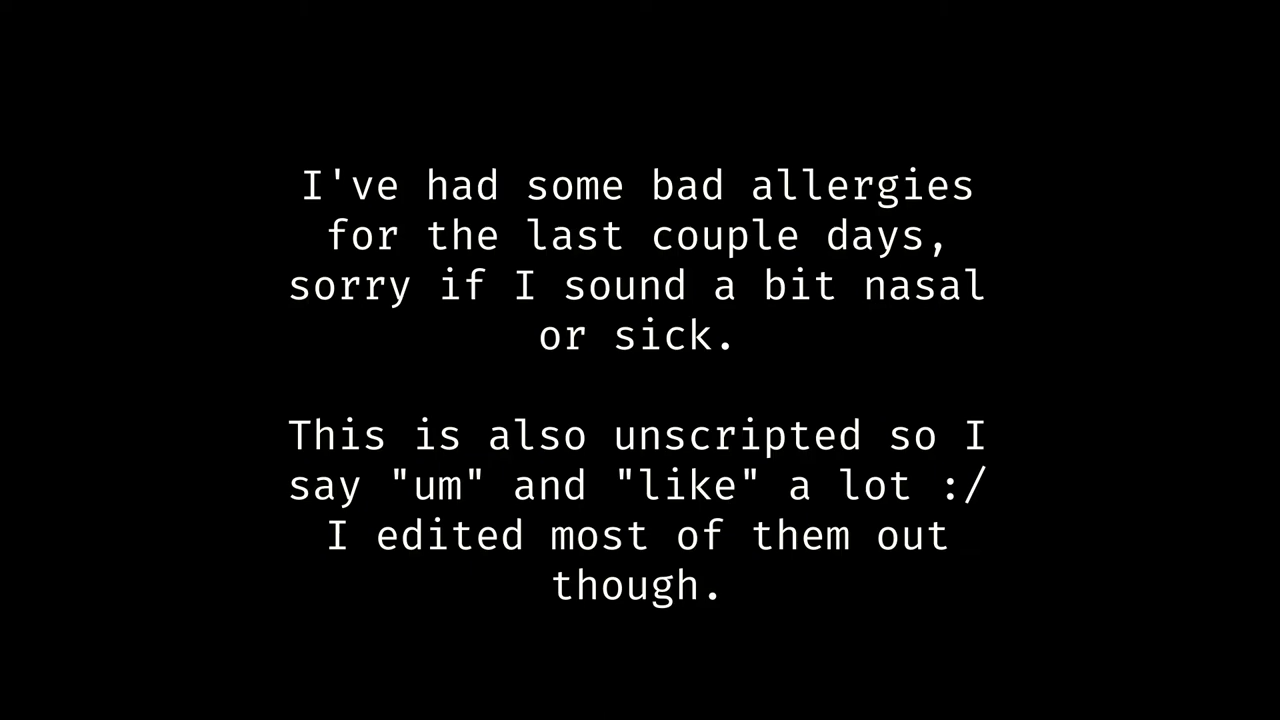 I've had some bad allergies
for the last couple days,
sorry if I sound a bit nasal
or sick.
This is also unscripted so I
say "um" and "like" a lot :/
I edited most of them out
though.